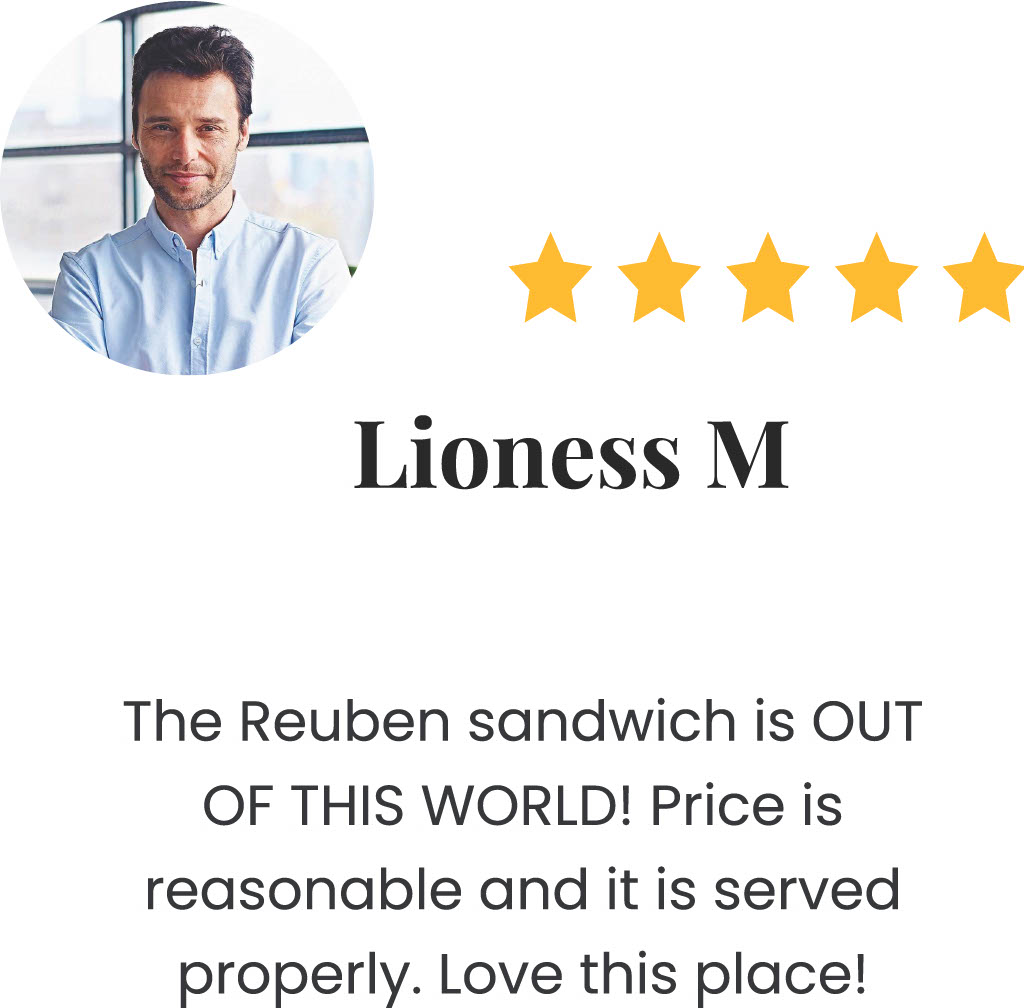 Lioness M
The Reuben sandwich is OUT
OF THIS WORLD! Price is
reasonable and it is served
properly. Love this place!